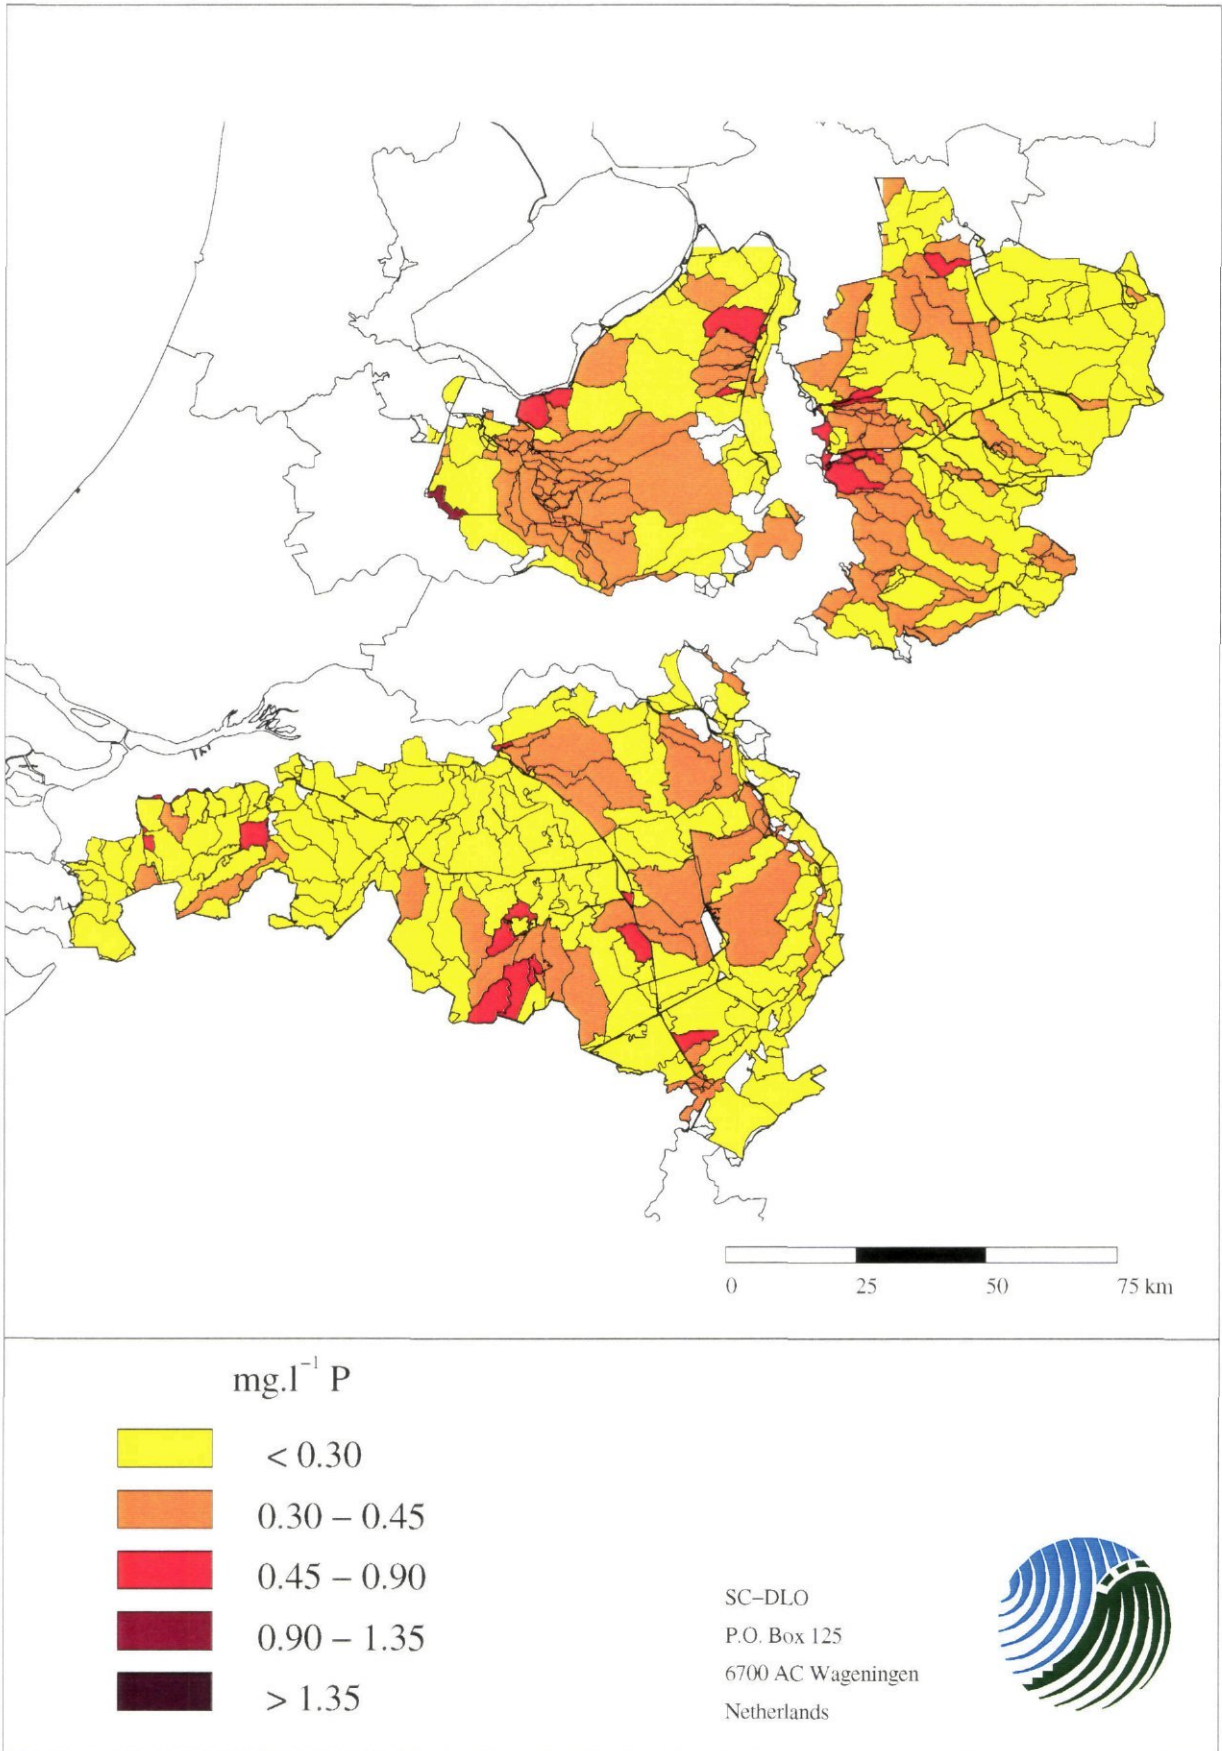 0 25 50 75 km
mg.l⁻¹ P
< 0.30
0.30 – 0.45
0.45 – 0.90
0.90 – 1.35
> 1.35
SC–DLO
P.O. Box 125
6700 AC Wageningen
Netherlands